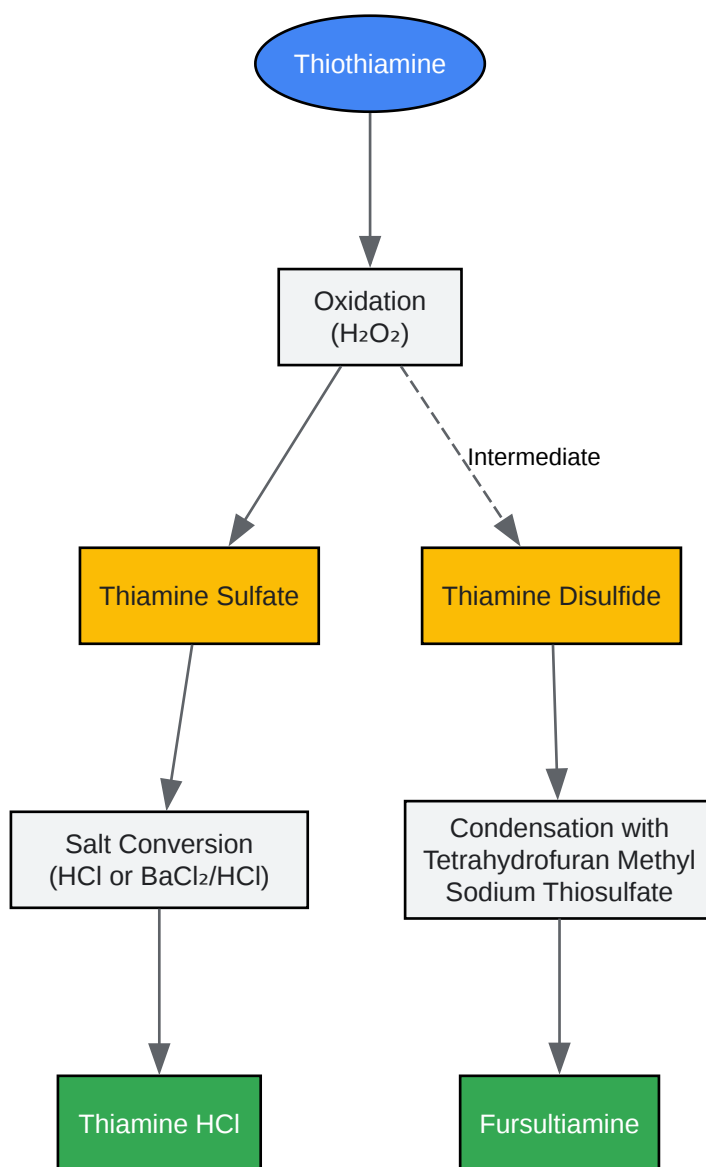 Thiothiamine
Oxidation
(H₂O₂)
Intermediate
Thiamine Sulfate
Thiamine Disulfide
Salt Conversion
(HCl or BaCl₂/HCl)
Condensation with
Tetrahydrofuran Methyl
Sodium Thiosulfate
Thiamine HCl
Fursultiamine